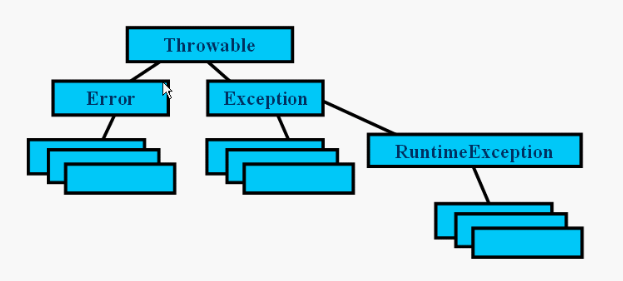 Throwable
Error
Exception
RuntimeException